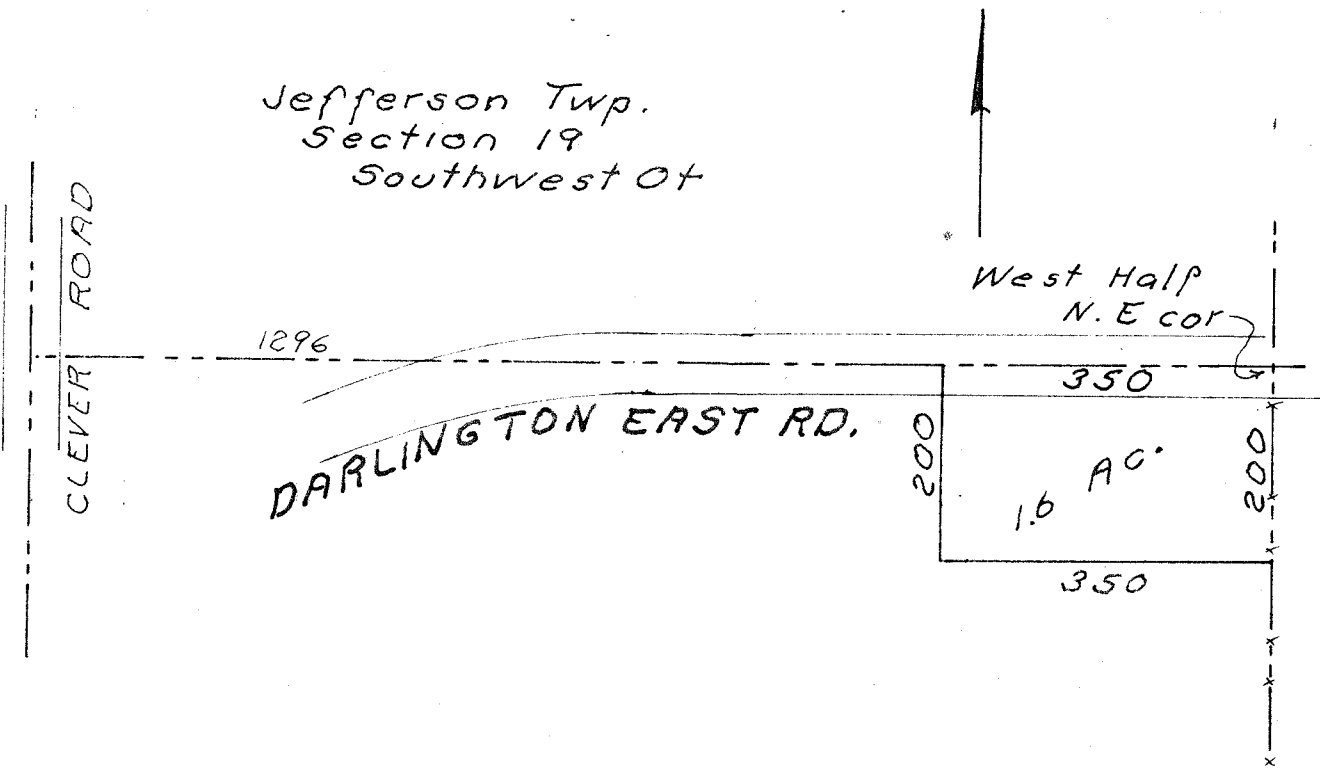 Jefferson Twp.
Section 19
Southwest Qt
CLEVER ROAD
West Half
N. E cor
1296
350
DARLINGTON EAST RD.
200
1.6 Ac.
200
350